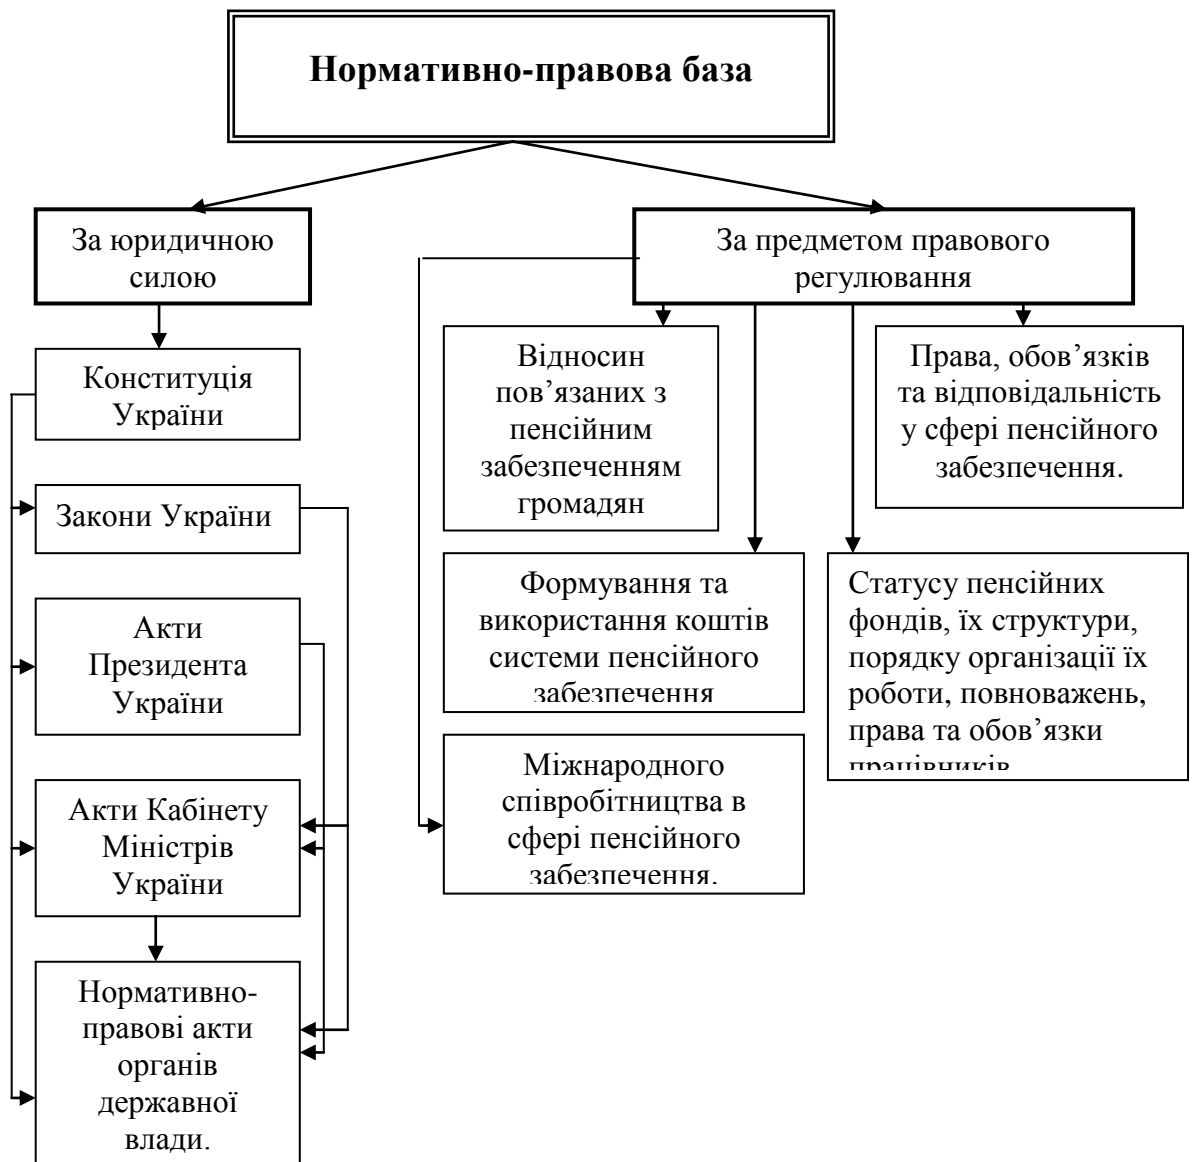 Нормативно-правова база
За юридичною
силою
За предметом правового
регулювання
Конституція
України
Закони України
Акти
Президента
України
Акти Кабінету
Міністрів
України
Нормативно-
правові акти
органів
державної
влади.
Відносин
пов’язаних з
пенсійним
забезпеченням
громадян
Права, обов’язків
та відповідальність
у сфері пенсійного
забезпечення.
Формування та
використання коштів
системи пенсійного
забезпечення
Статусу пенсійних
фондів, їх структури,
порядку організації їх
роботи, повноважень,
права та обов’язки
працівників
Міжнародного
співробітництва в
сфері пенсійного
забезпечення.